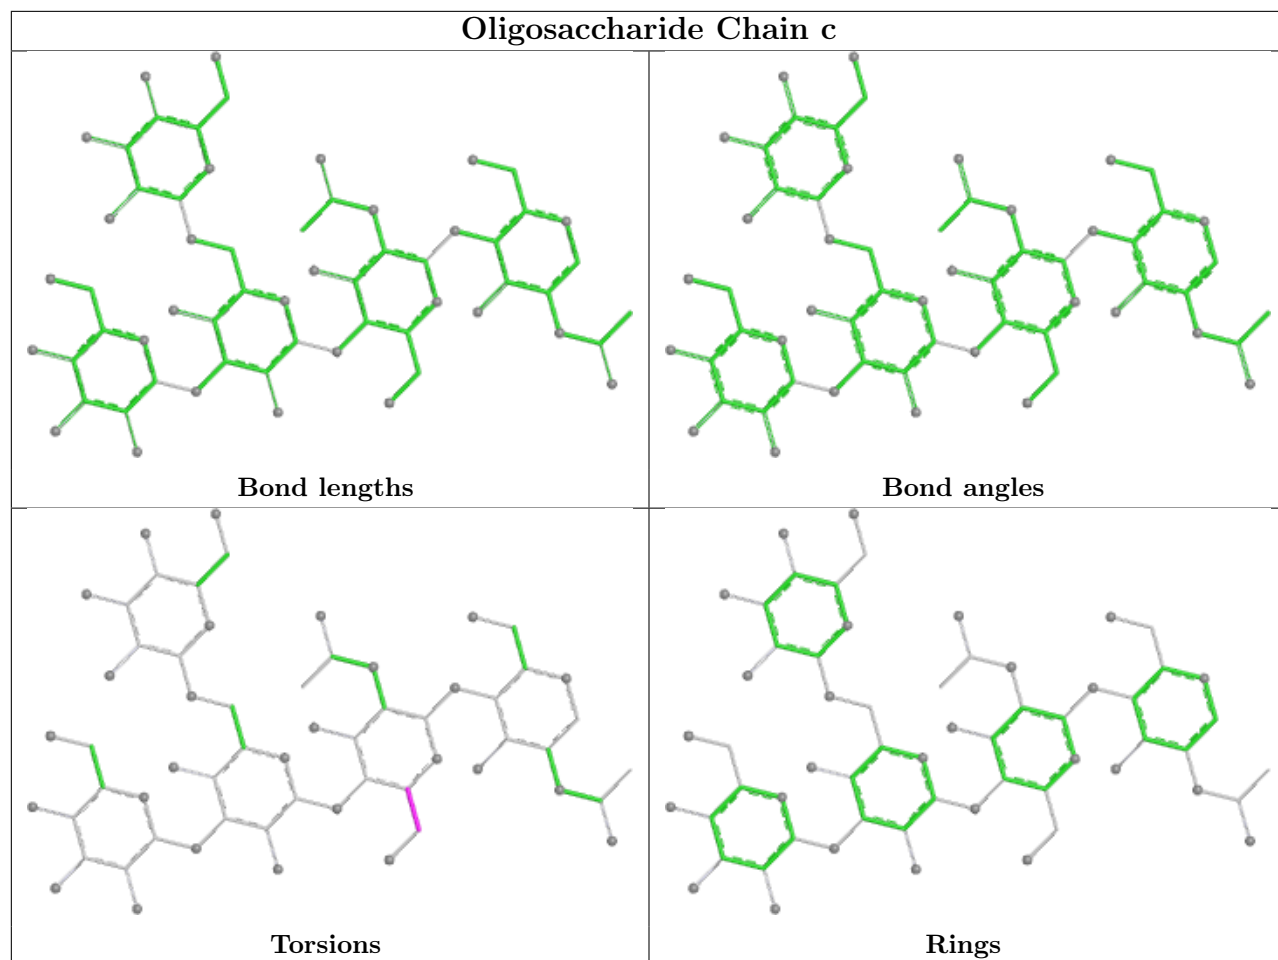 Oligosaccharide Chain c
Bond lengths
Bond angles
Torsions
Rings